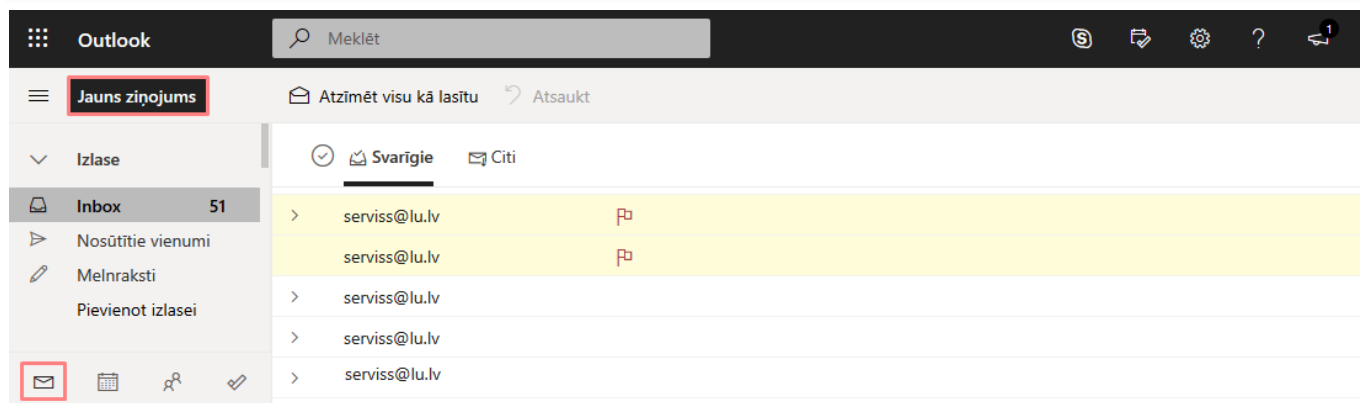 Outlook
Meklēt
1
Jauns ziņojums
Atzīmēt visu kā lasītu
Atsaukt
Izlase
Svarīgie
Citi
Inbox 51
Nosūtītie vienumi
Melnraksti
Pievienot izlasei
serviss@lu.lv
serviss@lu.lv
serviss@lu.lv
serviss@lu.lv
serviss@lu.lv